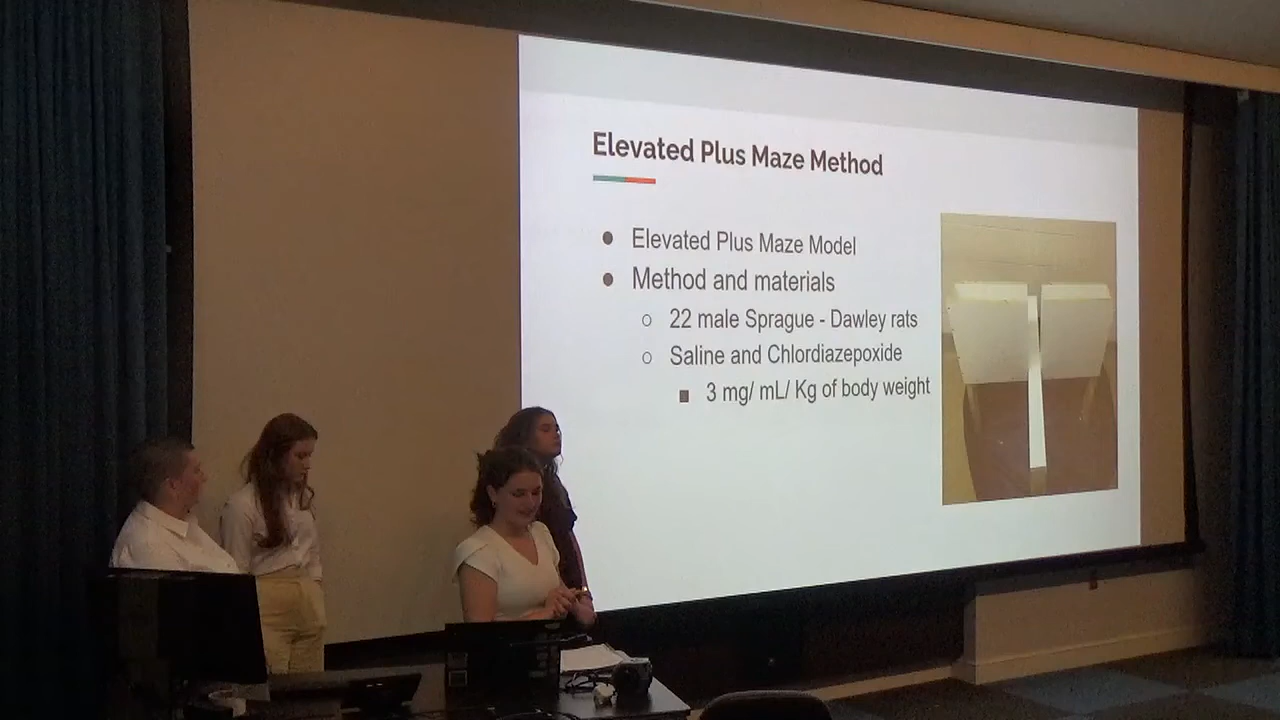 Elevated Plus Maze Method
Elevated Plus Maze Model
Method and materials
22 male Sprague - Dawley rats
Saline and Chlordiazepoxide
3 mg/ mL/ Kg of body weight